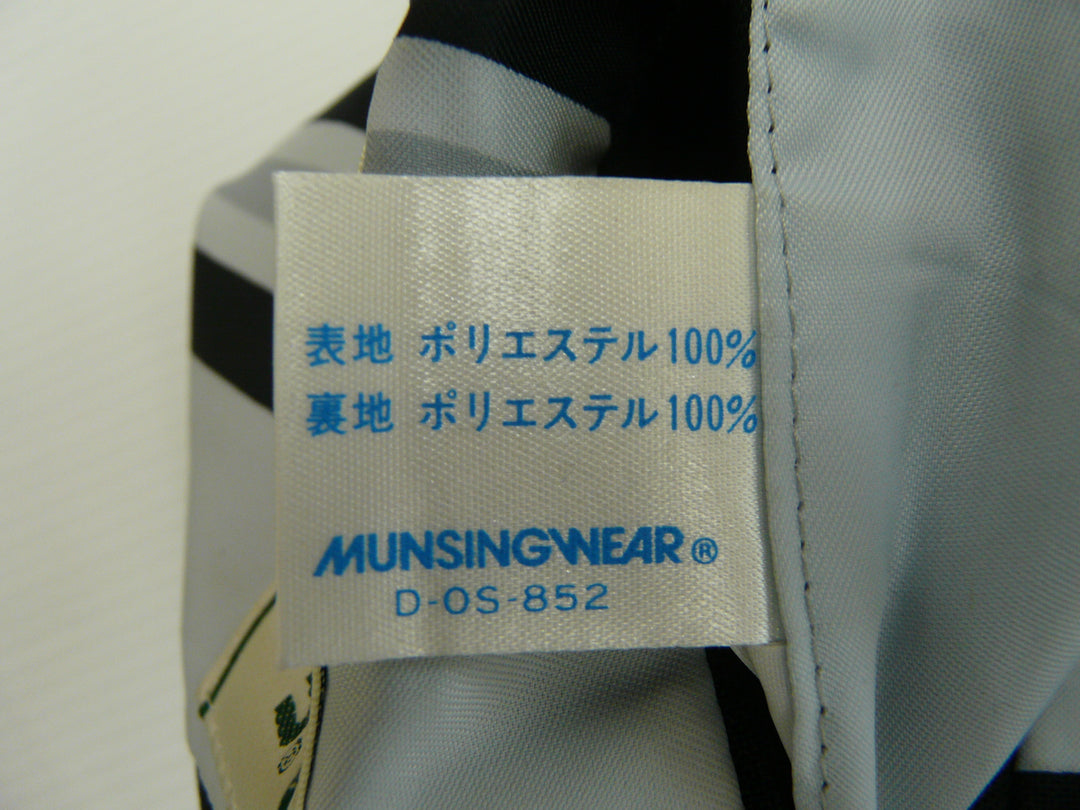 表地 ポリエステル100%
裏地 ポリエステル100%
MUNSINGWEAR®
D-OS-852